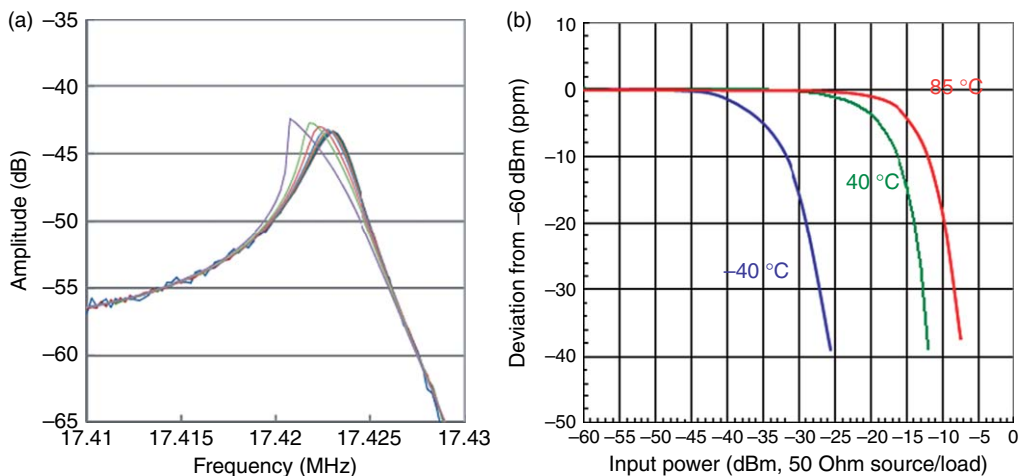 (a)
−35
−40
−45
−50
−55
−60
−65
Amplitude (dB)
17.41 17.415 17.42 17.425 17.43
Frequency (MHz)
(b)
10
0
−10
−20
−30
−40
−50
Deviation from −60 dBm (ppm)
85 °C
40 °C
−40 °C
−60 −55 −50 −45 −40 −35 −30 −25 −20 −15 −10 −5 0
Input power (dBm, 50 Ohm source/load)